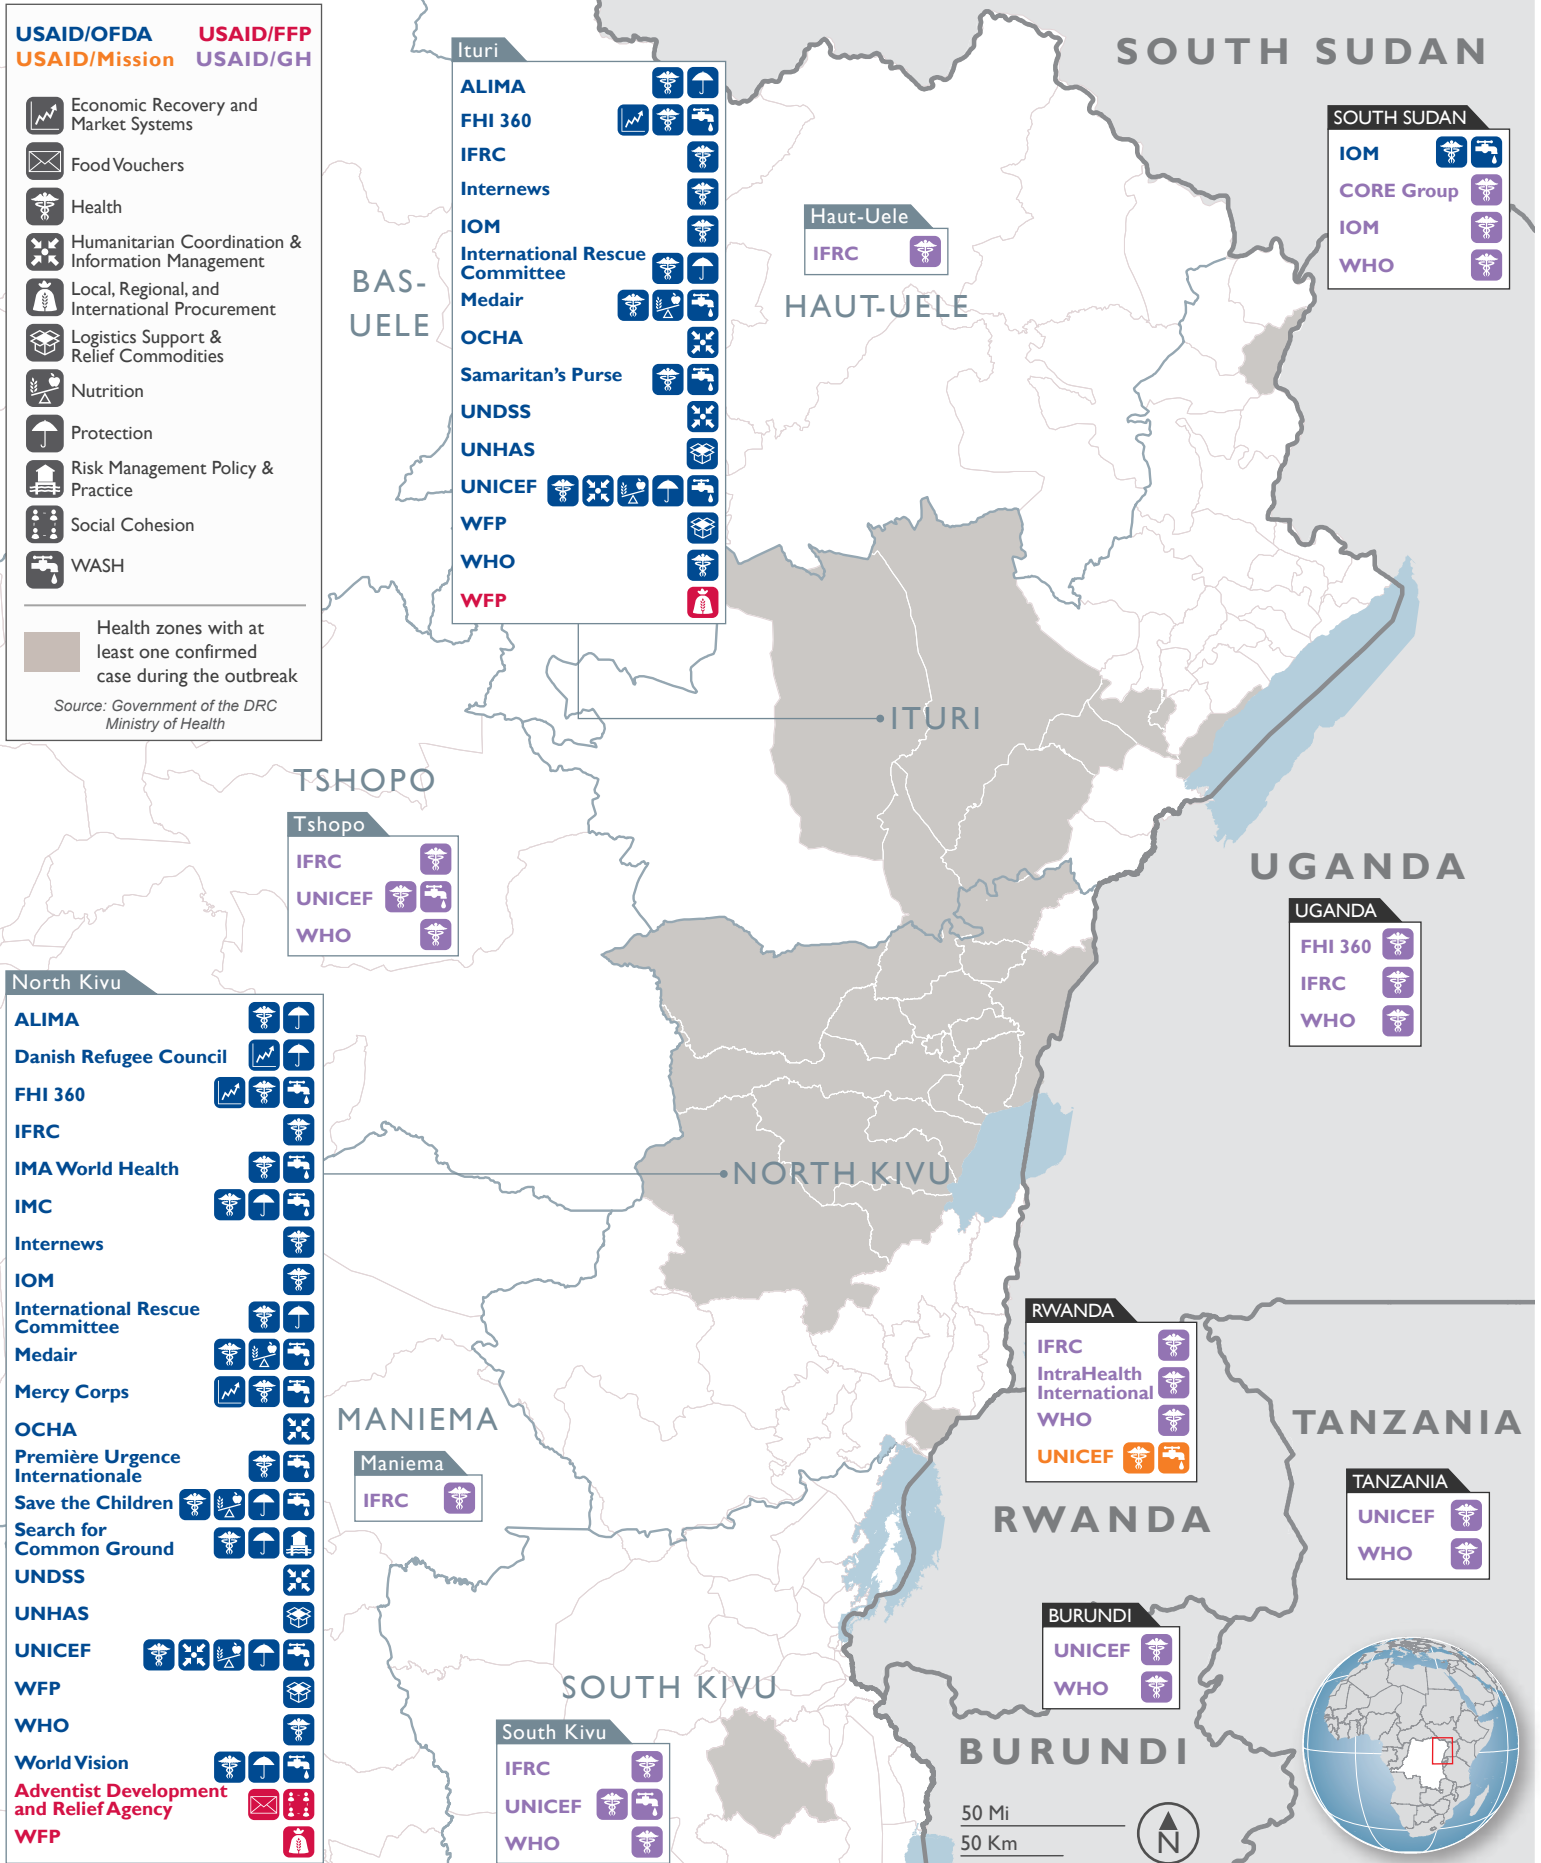 USAID/OFDA USAID/FFP
USAID/Mission USAID/GH
Economic Recovery and
Market Systems
Food Vouchers
Health
Humanitarian Coordination &
Information Management
Local, Regional, and
International Procurement
Logistics Support &
Relief Commodities
Nutrition
Protection
Risk Management Policy &
Practice
Social Cohesion
WASH
Health zones with at
least one confirmed
case during the outbreak
Source: Government of the DRC
Ministry of Health
Ituri
ALIMA
FHI 360
IFRC
Internews
IOM
International Rescue
Committee
Medair
OCHA
Samaritan's Purse
UNDSS
UNHAS
UNICEF
WFP
WHO
WFP
SOUTH SUDAN
SOUTH SUDAN
IOM
CORE Group
IOM
WHO
Haut-Uele
IFRC
HAUT-UELE
BAS-
UELE
ITURI
TSHOPO
Tshopo
IFRC
UNICEF
WHO
UGANDA
UGANDA
FHI 360
IFRC
WHO
North Kivu
ALIMA
Danish Refugee Council
FHI 360
IFRC
IMA World Health
IMC
Internews
IOM
International Rescue
Committee
Medair
Mercy Corps
OCHA
Première Urgence
Internationale
Save the Children
Search for
Common Ground
UNDSS
UNHAS
UNICEF
WFP
WHO
World Vision
Adventist Development
and Relief Agency
WFP
NORTH KIVU
MANIEMA
Maniema
IFRC
RWANDA
IFRC
IntraHealth
International
WHO
UNICEF
RWANDA
TANZANIA
TANZANIA
UNICEF
WHO
BURUNDI
UNICEF
WHO
BURUNDI
SOUTH KIVU
South Kivu
IFRC
UNICEF
WHO
50 Mi
50 Km
N